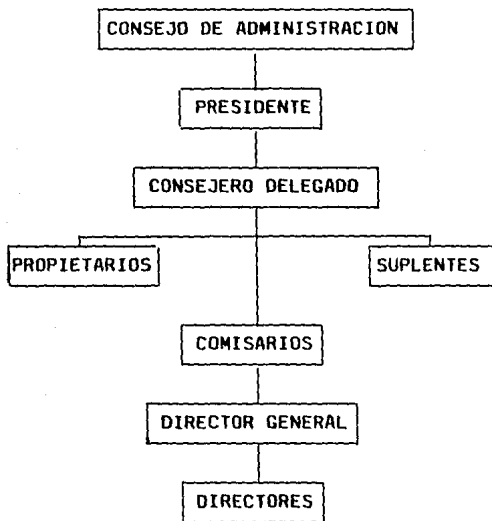 CONSEJO DE ADMINISTRACION
PRESIDENTE
CONSEJERO DELEGADO
PROPIETARIOS
SUPLENTES
COMISARIOS
DIRECTOR GENERAL
DIRECTORES